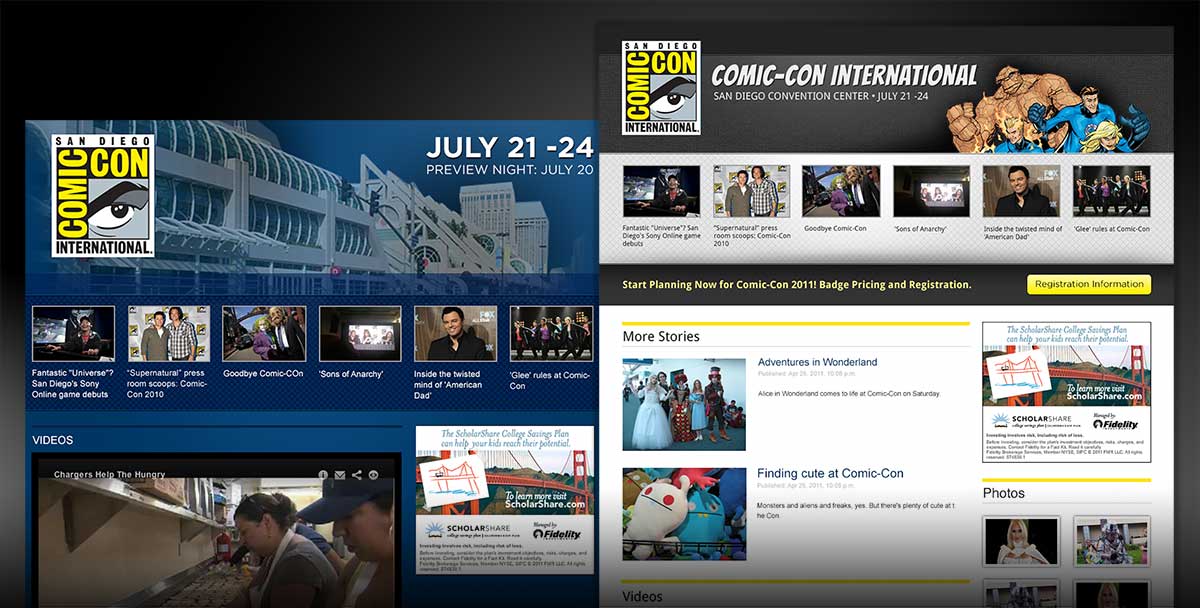 SAN DIEGO
COMIC
CON
INTERNATIONAL.
JULY 21 -24
PREVIEW NIGHT: JULY 20
Fantastic "Universe"?
San Diego's Sony
Online game debuts
"Supernatural" press
room scoops: Comic-
Con 2010
Goodbye Comic-COn
'Sons of Anarchy'
Inside the twisted
mind of 'American
Dad'
'Glee' rules at Comic-
Con
VIDEOS
Chargers Help The Hungry
The ScholarShare College Savings Plan
can help your kids reach their potential.
To learn more visit
ScholarShare.com
SCHOLARSHARE
Managed by
Fidelity
Investing involves risk, including risk of loss.
Before investing, consider the plan's investment objectives, risks, charges, and
expenses. Contact Fidelity for a Fact Kit. Read it carefully.
Fidelity Brokerage Services, Member NYSE, SIPC © 2011 FMR LLC. All rights
reserved.
SAN DIEGO
COMIC
CON
INTERNATIONAL.
COMIC-CON INTERNATIONAL
SAN DIEGO CONVENTION CENTER • JULY 21 -24
Fantastic "Universe"? San
Diego's Sony Online game
debuts
"Supernatural" press
room scoops: Comic-Con
2010
Goodbye Comic-Con
'Sons of Anarchy'
FOX
Inside the twisted mind of
'American Dad'
'Glee' rules at Comic-Con
Start Planning Now for Comic-Con 2011! Badge Pricing and Registration.
Registration Information
More Stories
Adventures in Wonderland
Published: Apr 25, 2011, 10:08 p.m.
Alice in Wonderland comes to life at Comic-Con on Saturday.
Finding cute at Comic-Con
Published: Apr 25, 2011, 10:08 p.m.
Monsters and aliens and freaks, yes. But there's plenty of cute at t
he Con.
Videos
The ScholarShare College Savings Plan
can help your kids reach their potential.
To learn more visit
ScholarShare.com
SCHOLARSHARE
Managed by
Fidelity
Investing involves risk, including risk of loss.
Before investing, consider the plan's investment objectives, risks, charges, and
expenses. Contact Fidelity for a Fact Kit. Read it carefully.
Fidelity Brokerage Services, Member NYSE, SIPC © 2011 FMR LLC. All rights
reserved.
Photos